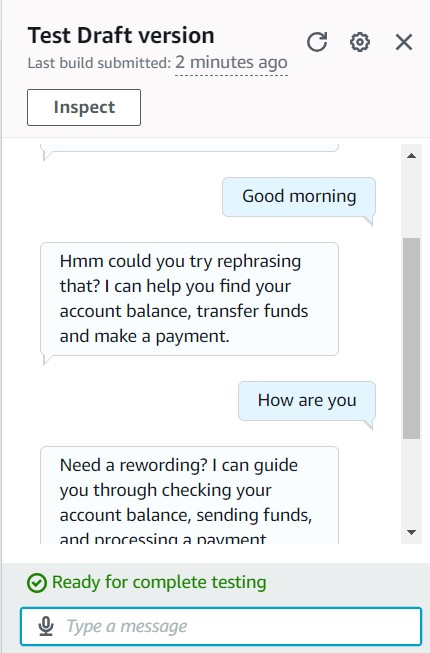 Test Draft version
Last build submitted: 2 minutes ago
Inspect
Good morning
Hmm could you try rephrasing
that? I can help you find your
account balance, transfer funds
and make a payment.
How are you
Need a rewording? I can guide
you through checking your
account balance, sending funds,
and processing a payment
Ready for complete testing
Type a message